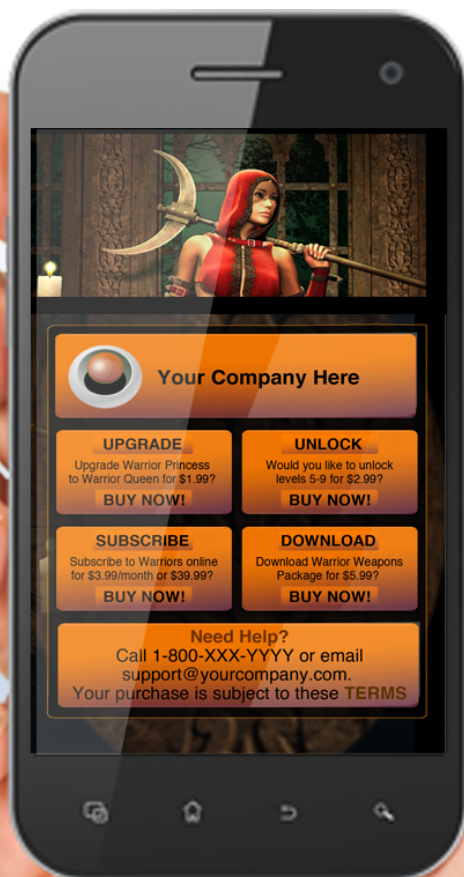 Your Company Here
UPGRADE
Upgrade Warrior Princess
to Warrior Queen for $1.99?
BUY NOW!
UNLOCK
Would you like to unlock
levels 5-9 for $2.99?
BUY NOW!
SUBSCRIBE
Subscribe to Warriors online
for $3.99/month or $39.99?
BUY NOW!
DOWNLOAD
Download Warrior Weapons
Package for $5.99?
BUY NOW!
Need Help?
Call 1-800-XXX-YYYY or email
support@yourcompany.com.
Your purchase is subject to these TERMS